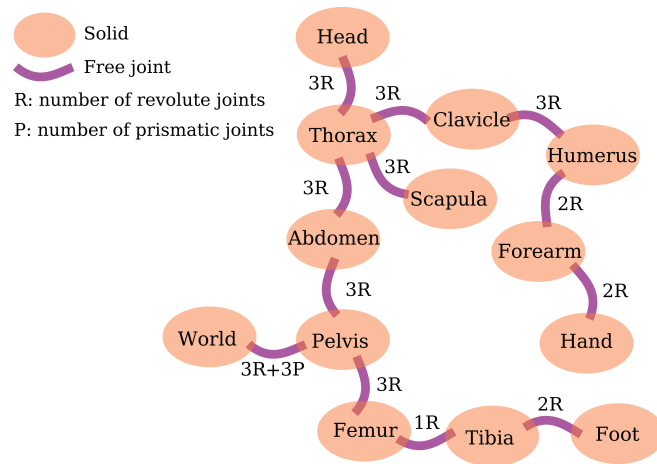 Solid
Free joint
R: number of revolute joints
P: number of prismatic joints
Head
3R
3R
Clavicle
3R
Thorax
Humerus
3R
3R
Scapula
2R
Abdomen
Forearm
3R
2R
World
Pelvis
Hand
3R+3P
3R
Femur
1R
Tibia
2R
Foot